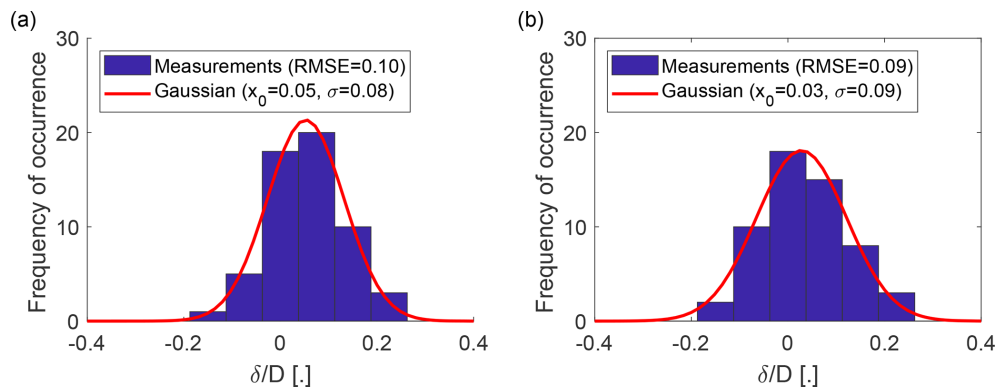 (a)
30
20
10
0
Frequency of occurrence
Measurements (RMSE=0.10)
Gaussian (x₀=0.05, σ=0.08)
-0.4
-0.2
0
0.2
0.4
δ/D [.]
(b)
30
20
10
0
Frequency of occurrence
Measurements (RMSE=0.09)
Gaussian (x₀=0.03, σ=0.09)
-0.4
-0.2
0
0.2
0.4
δ/D [.]